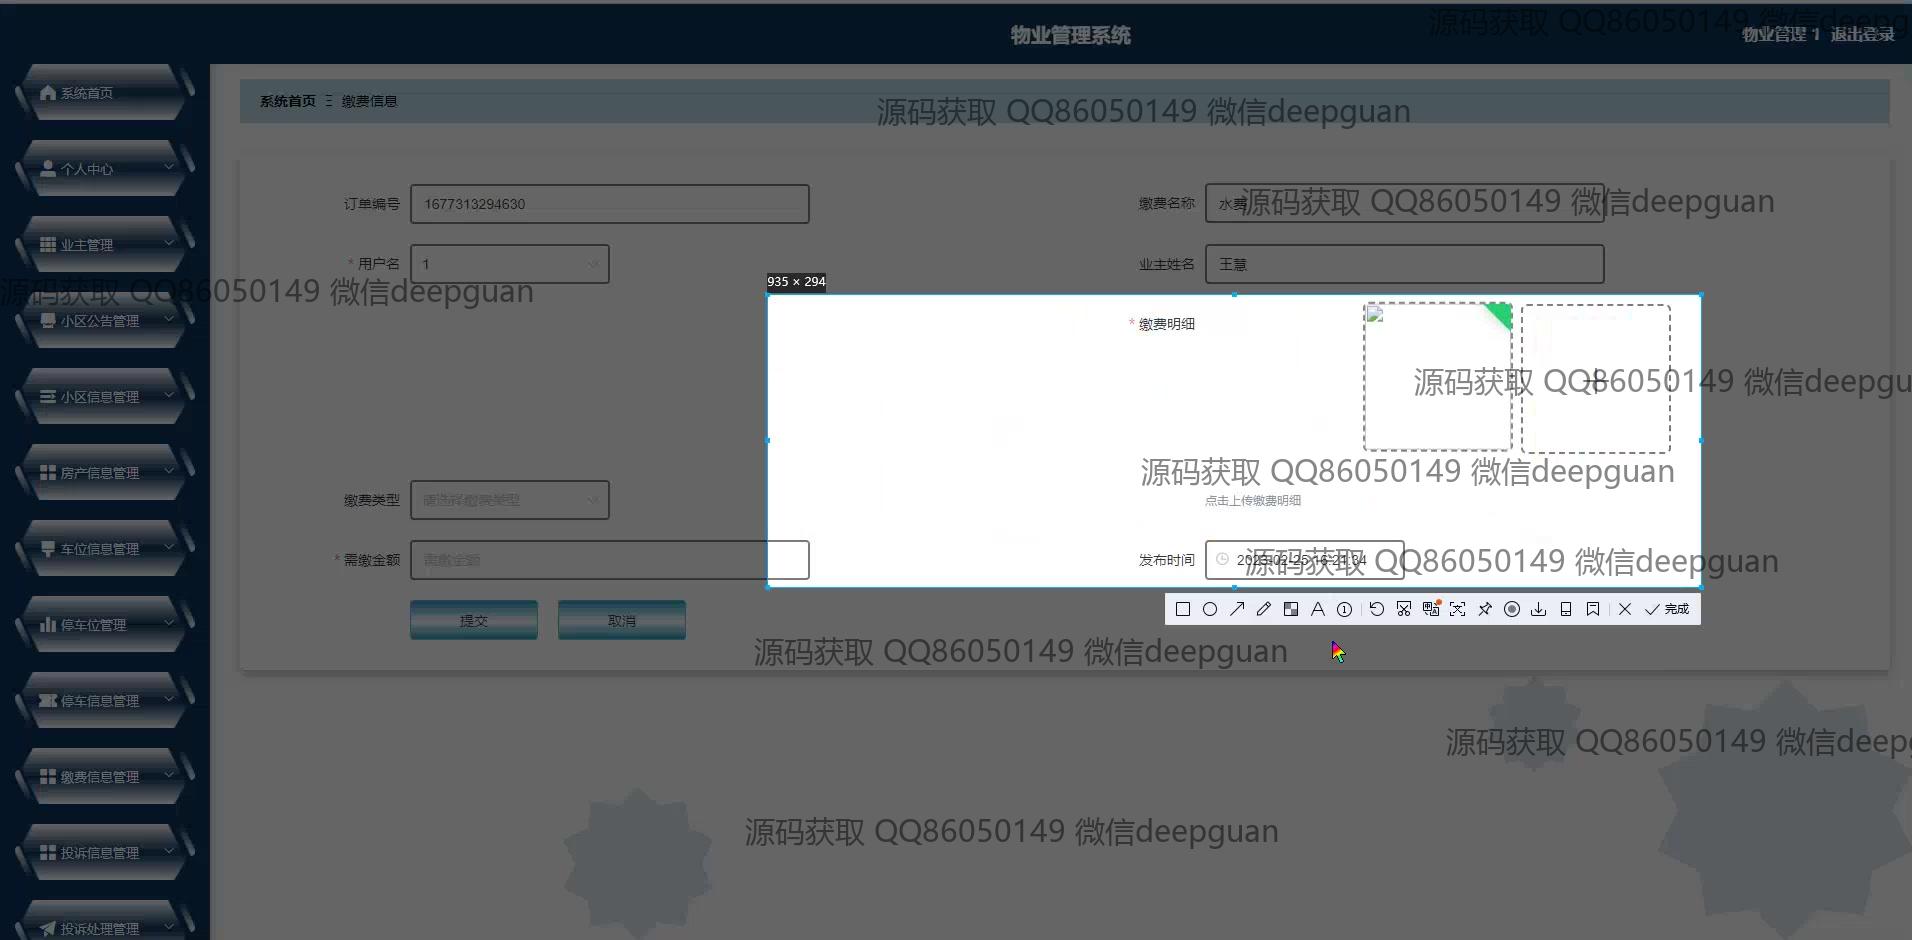 物业管理系统
源码获取 QQ86050149 微信deepg
物业管理 1 退出登录
系统首页
系统首页 Ξ 缴费信息
源码获取 QQ86050149 微信deepguan
个人中心
订单编号 1677313294630
缴费名称 水费
源码获取 QQ86050149 微信deepguan
业主管理
* 用户名 1
业主姓名 王慧
源码获取 QQ86050149 微信deepguan
935 × 294
小区公告管理
* 缴费明细
小区信息管理
源码获取 QQ86050149 微信deepgu
房产信息管理
源码获取 QQ86050149 微信deepguan
缴费类型 请选择缴费类型
点击上传缴费明细
车位信息管理
* 需缴金额 需缴金额
发布时间 2023-02-25 16:21:34
源码获取 QQ86050149 微信deepguan
停车位管理
提交 取消
完成
源码获取 QQ86050149 微信deepguan
停车信息管理
源码获取 QQ86050149 微信deep
缴费信息管理
源码获取 QQ86050149 微信deepguan
投诉信息管理
投诉处理管理